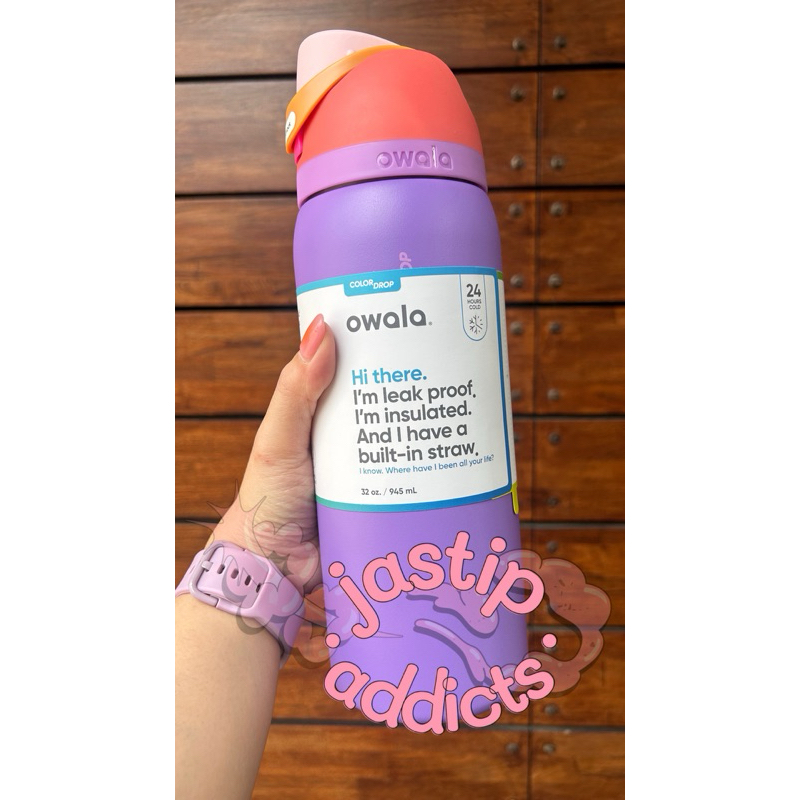 owala
OP
COLOR DROP
24
HOURS
COLD
owala.
Hi there.
I'm leak proof.
I'm insulated.
And I have a
built-in straw.
I know. Where have I been all your life?
32 oz. / 945 mL
jastip
addicts